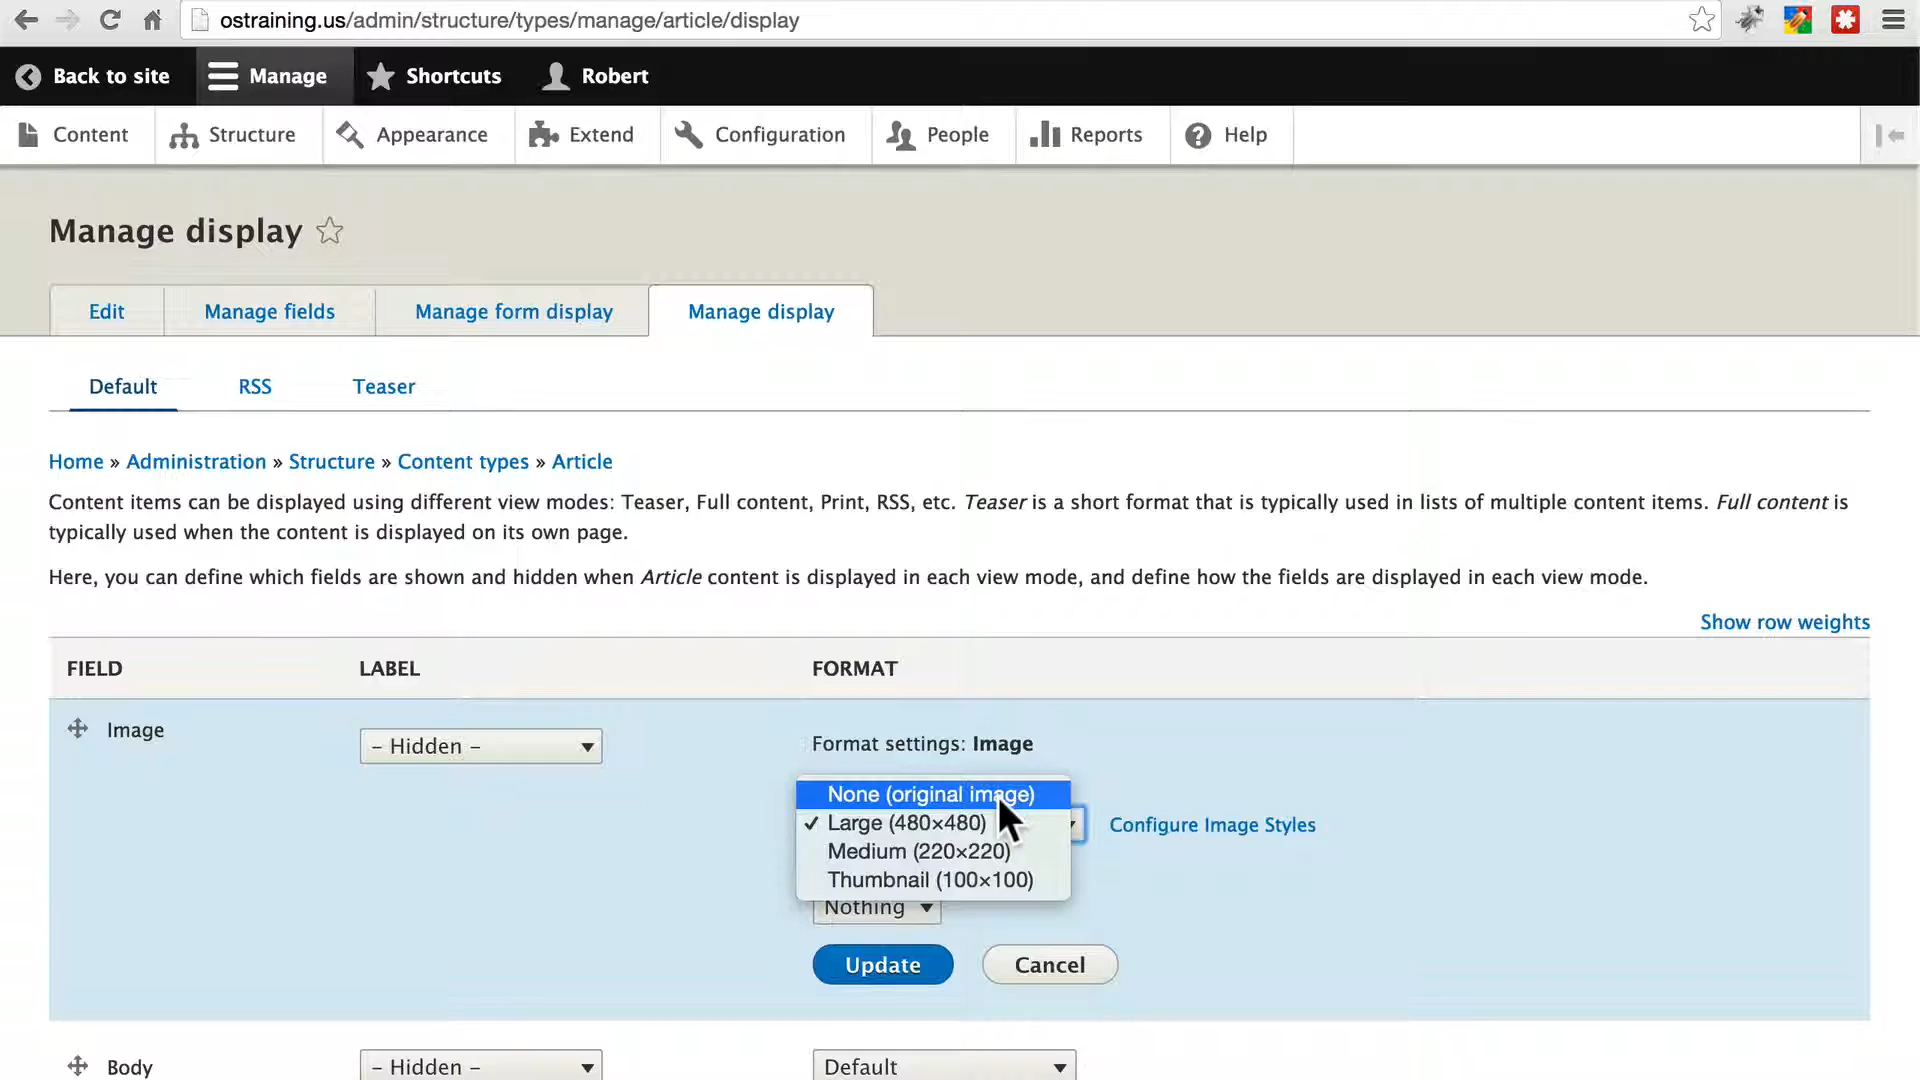 ostraining.us/admin/structure/types/manage/article/display
Back to site Manage Shortcuts Robert
Content Structure Appearance Extend Configuration People Reports Help
Manage display
Edit Manage fields Manage form display Manage display
Default RSS Teaser
Home » Administration » Structure » Content types » Article
Content items can be displayed using different view modes: Teaser, Full content, Print, RSS, etc. Teaser is a short format that is typically used in lists of multiple content items. Full content is
typically used when the content is displayed on its own page.
Here, you can define which fields are shown and hidden when Article content is displayed in each view mode, and define how the fields are displayed in each view mode.
Show row weights
FIELD LABEL FORMAT
Image – Hidden – Format settings: Image
None (original image)
Large (480×480) Configure Image Styles
Medium (220×220)
Thumbnail (100×100)
Nothing
Update Cancel
Body – Hidden – Default